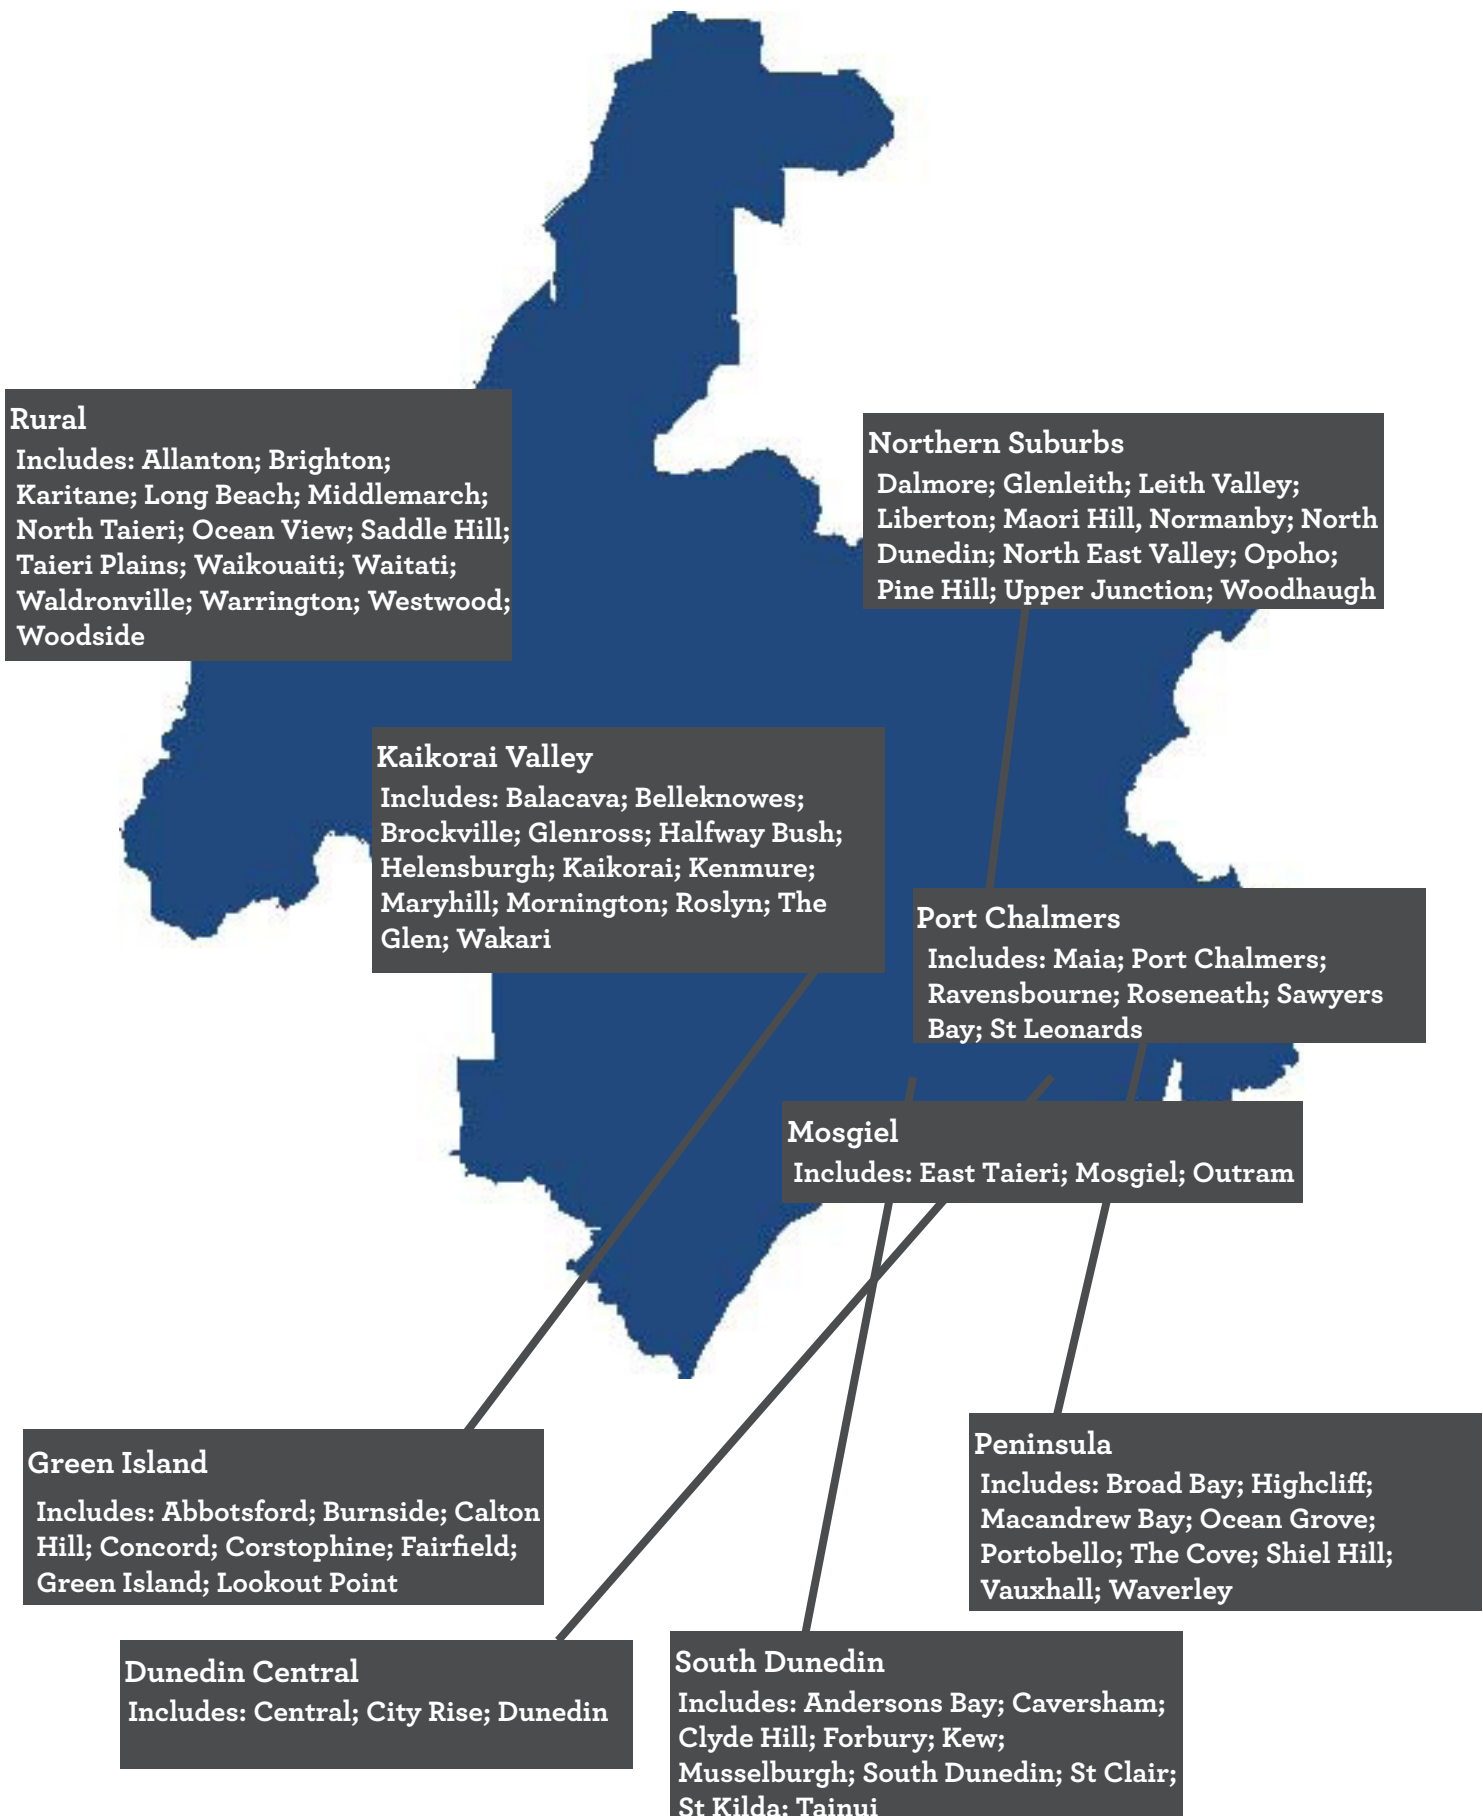 Rural
Includes: Allanton; Brighton;
Karitane; Long Beach; Middlemarch;
North Taieri; Ocean View; Saddle Hill;
Taieri Plains; Waikouaiti; Waitati;
Waldronville; Warrington; Westwood;
Woodside
Northern Suburbs
Dalmore; Glenleith; Leith Valley;
Liberton; Maori Hill, Normanby; North
Dunedin; North East Valley; Opoho;
Pine Hill; Upper Junction; Woodhaugh
Kaikorai Valley
Includes: Balacava; Belleknowes;
Brockville; Glenross; Halfway Bush;
Helensburgh; Kaikorai; Kenmure;
Maryhill; Mornington; Roslyn; The
Glen; Wakari
Port Chalmers
Includes: Maia; Port Chalmers;
Ravensbourne; Roseneath; Sawyers
Bay; St Leonards
Mosgiel
Includes: East Taieri; Mosgiel; Outram
Green Island
Includes: Abbotsford; Burnside; Calton
Hill; Concord; Corstophine; Fairfield;
Green Island; Lookout Point
Peninsula
Includes: Broad Bay; Highcliff;
Macandrew Bay; Ocean Grove;
Portobello; The Cove; Shiel Hill;
Vauxhall; Waverley
Dunedin Central
Includes: Central; City Rise; Dunedin
South Dunedin
Includes: Andersons Bay; Caversham;
Clyde Hill; Forbury; Kew;
Musselburgh; South Dunedin; St Clair;
St Kilda; Tainui